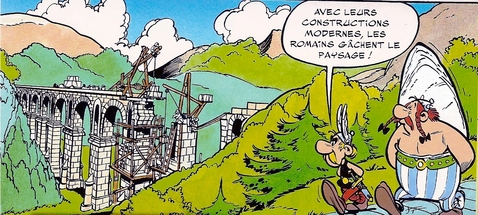 AVEC LEURS
CONSTRUCTIONS
MODERNES, LES
ROMAINS GÂCHENT LE
PAYSAGE !